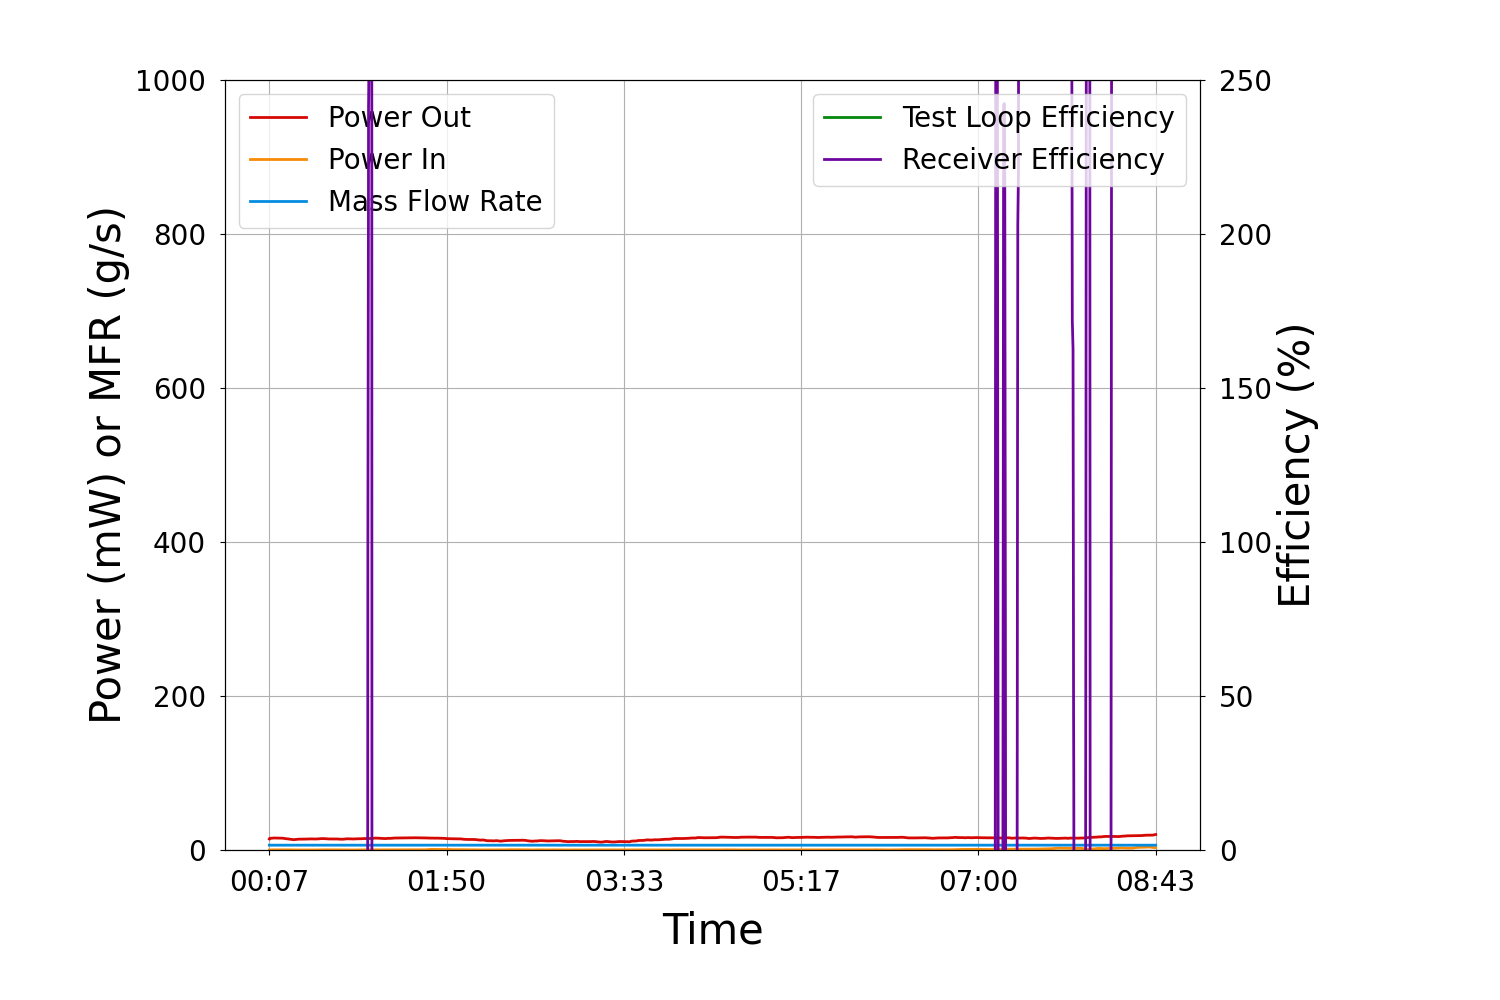 1000
800
600
400
200
0
Power (mW) or MFR (g/s)
Power Out
Power In
Mass Flow Rate
Test Loop Efficiency
Receiver Efficiency
250
200
150
100
50
0
Efficiency (%)
00:07 01:50 03:33 05:17 07:00 08:43
Time